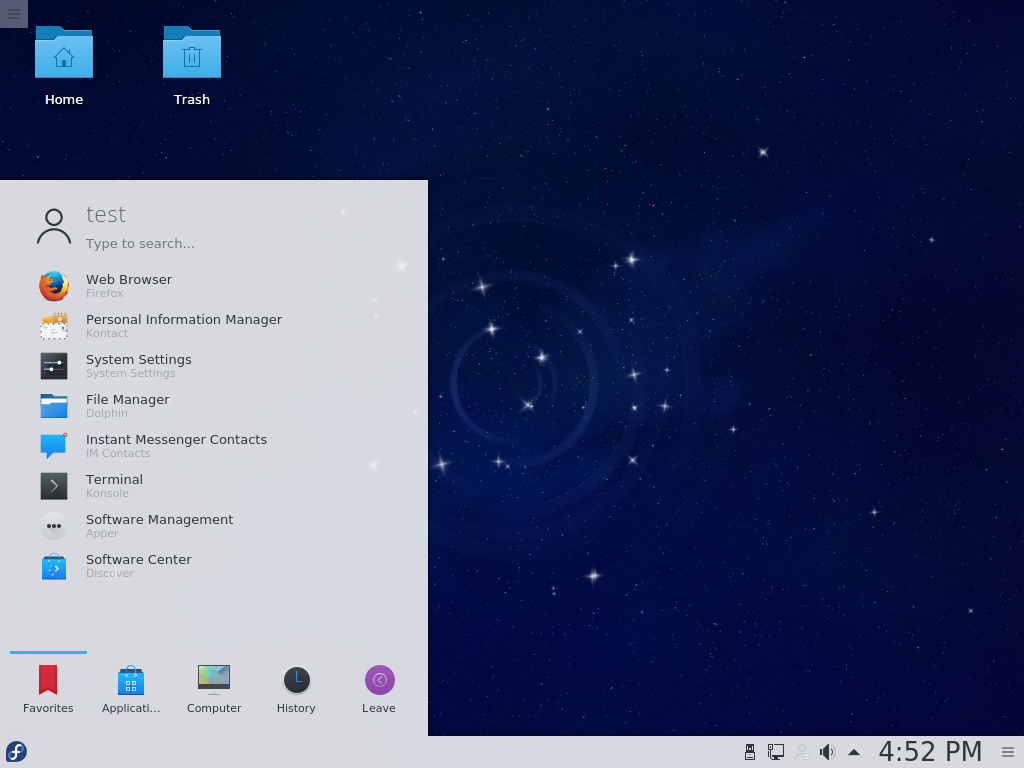 Home
Trash
test
Type to search...
Web Browser
Firefox
Personal Information Manager
Kontact
System Settings
System Settings
File Manager
Dolphin
Instant Messenger Contacts
IM Contacts
Terminal
Konsole
Software Management
Apper
Software Center
Discover
Favorites
Applicati...
Computer
History
Leave
4:52 PM